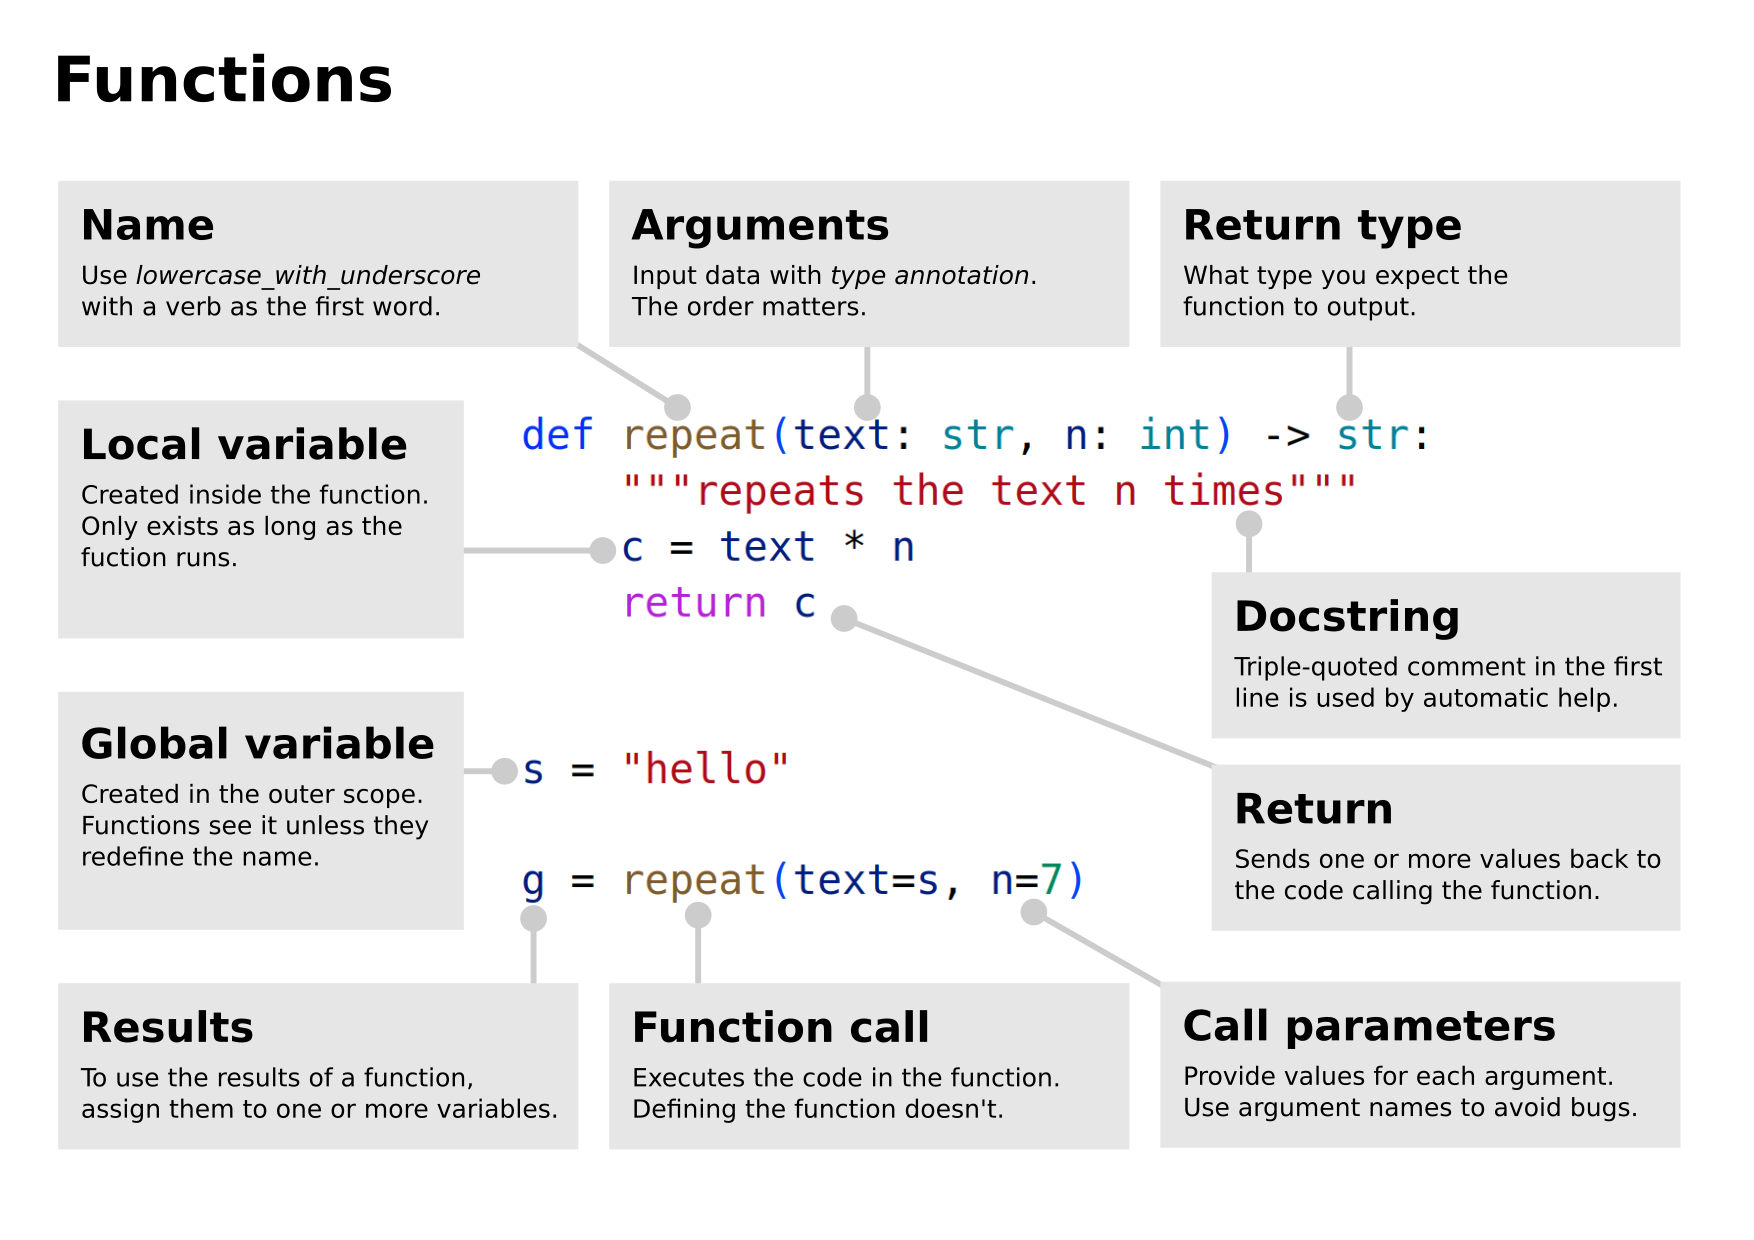 Functions
Name
Use lowercase_with_underscore
with a verb as the first word.
Arguments
Input data with type annotation.
The order matters.
Return type
What type you expect the
function to output.
Local variable
Created inside the function.
Only exists as long as the
fuction runs.
def repeat(text: str, n: int) -> str:
"""repeats the text n times"""
c = text * n
return c
Docstring
Triple-quoted comment in the first
line is used by automatic help.
Global variable
Created in the outer scope.
Functions see it unless they
redefine the name.
s = "hello"
g = repeat(text=s, n=7)
Return
Sends one or more values back to
the code calling the function.
Results
To use the results of a function,
assign them to one or more variables.
Function call
Executes the code in the function.
Defining the function doesn't.
Call parameters
Provide values for each argument.
Use argument names to avoid bugs.